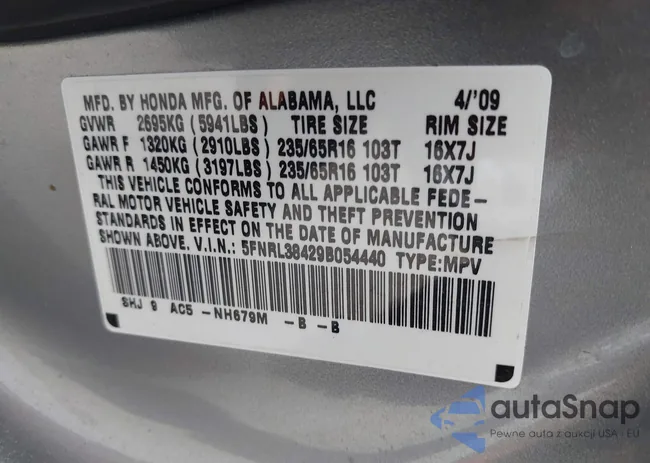 MFD. BY HONDA MFG. OF ALABAMA, LLC 4/'09
GVWR 2695KG (5941LBS) TIRE SIZE RIM SIZE
GAWR F 1320KG (2910LBS) 235/65R16 103T 16X7J
GAWR R 1450KG (3197LBS) 235/65R16 103T 16X7J
THIS VEHICLE CONFORMS TO ALL APPLICABLE FEDE-
RAL MOTOR VEHICLE SAFETY AND THEFT PREVENTION
STANDARDS IN EFFECT ON THE DATE OF MANUFACTURE
SHOWN ABOVE. V.I.N.: 5FNRL38429B054440 TYPE:MPV
SHJ 9 AC5 -NH679M -B -B
autaSnap
Pewne auta z aukcji USA - EU